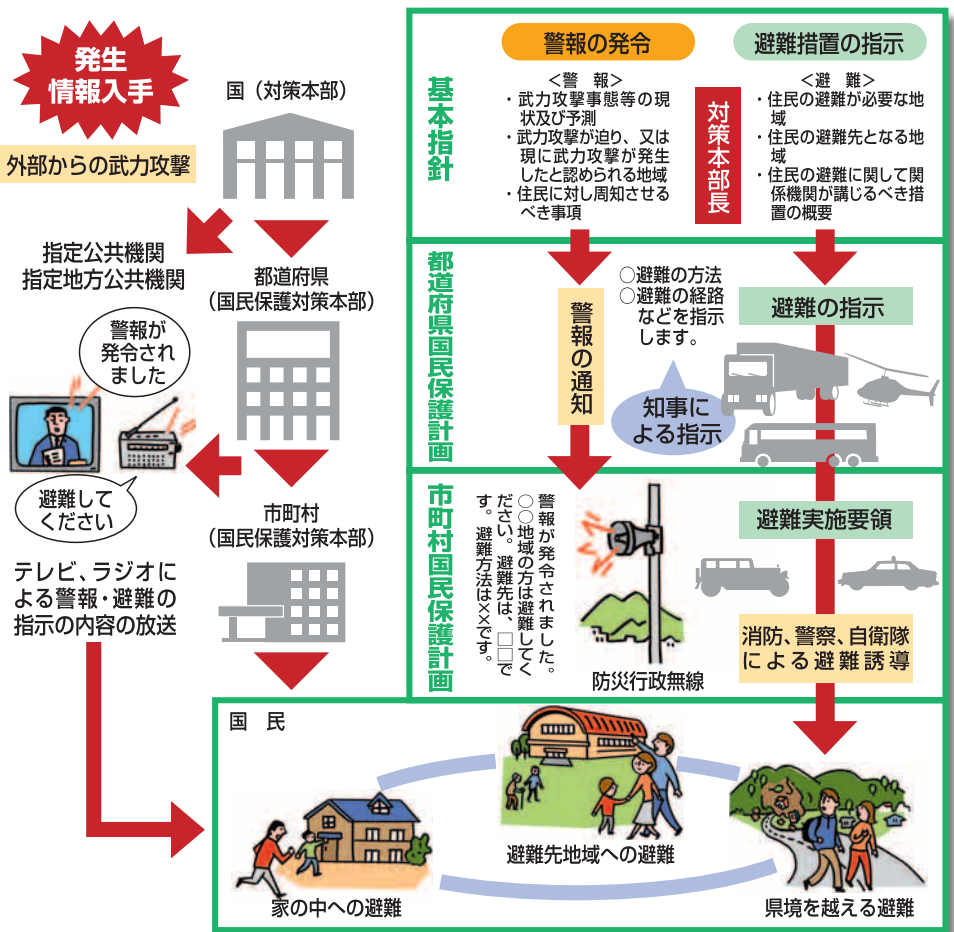 発生
情報入手
外部からの武力攻撃
国（対策本部）
指定公共機関
指定地方公共機関
都道府県
（国民保護対策本部）
警報が
発令され
ました
避難して
ください
テレビ、ラジオに
よる警報・避難の
指示の内容の放送
市町村
（国民保護対策本部）
基本指針
警報の発令
＜警　報＞
・武力攻撃事態等の現
状及び予測
・武力攻撃が迫り、又は
現に武力攻撃が発生
したと認められる地域
・住民に対し周知させる
べき事項
対策本部長
避難措置の指示
＜避　難＞
・住民の避難が必要な地
域
・住民の避難先となる地
域
・住民の避難に関して関
係機関が講じるべき措
置の概要
都道府県国民保護計画
警報の通知
○避難の方法
○避難の経路
などを指示
します。
知事に
よる指示
避難の指示
市町村国民保護計画
警報が発令されました。
○○地域の方は避難してく
ださい。避難先は、□□で
す。避難方法は××です。
防災行政無線
避難実施要領
消防、警察、自衛隊
による避難誘導
国　民
家の中への避難
避難先地域への避難
県境を越える避難